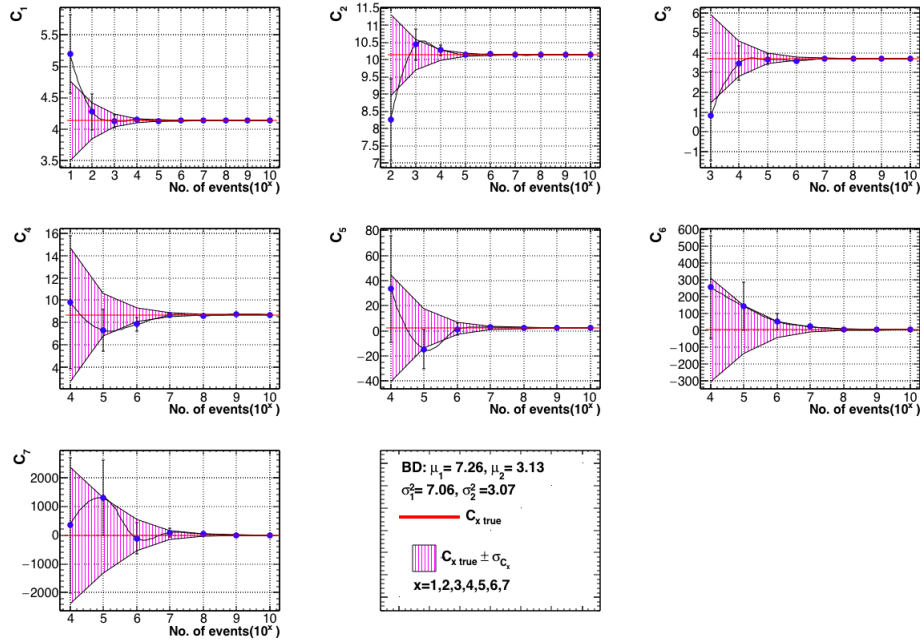 C1
5.5
5
4.5
4
3.5
1 2 3 4 5 6 7 8 9 10
No. of events(10^x)
C2
11.5
11
10.5
10
9.5
9
8.5
8
7.5
7
2 3 4 5 6 7 8 9 10
No. of events(10^x)
C3
6
5
4
3
2
1
0
−1
3 4 5 6 7 8 9 10
No. of events(10^x)
C4
16
14
12
10
8
6
4
4 5 6 7 8 9 10
No. of events(10^x)
C5
80
60
40
20
0
−20
−40
4 5 6 7 8 9 10
No. of events(10^x)
C6
600
500
400
300
200
100
0
−100
−200
−300
4 5 6 7 8 9 10
No. of events(10^x)
C7
2000
1000
0
−1000
−2000
4 5 6 7 8 9 10
No. of events(10^x)
BD: μ1= 7.26, μ2= 3.13
σ1²= 7.06, σ2² =3.07
Cx true
Cx true ± σCx
x=1,2,3,4,5,6,7